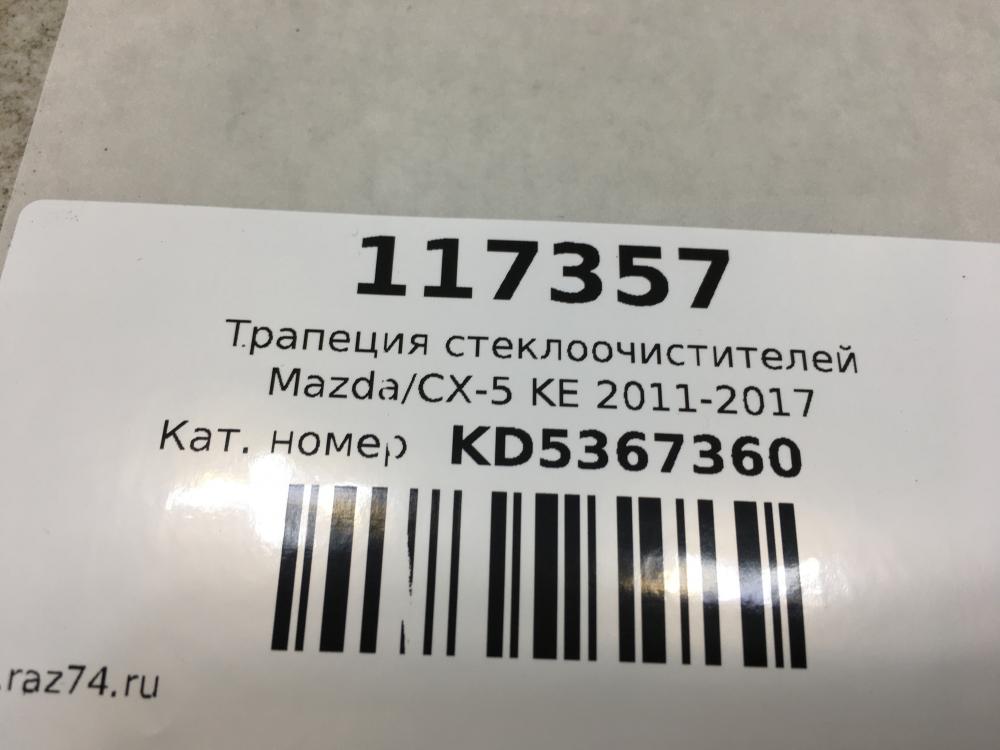 117357
Трапеция стеклоочистителей
Mazda/CX-5 KE 2011-2017
Кат. номер KD5367360
.raz74.ru